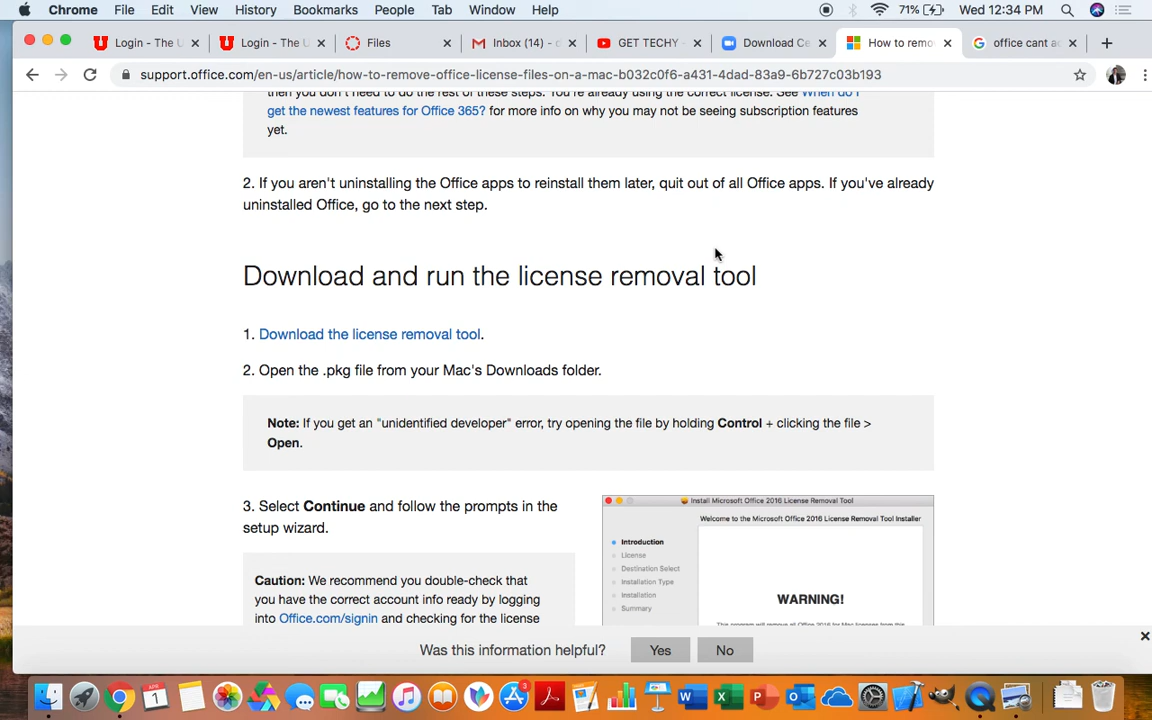 Chrome File Edit View History Bookmarks People Tab Window Help 71% Wed 12:34 PM
Login - The U Login - The U Files Inbox (14) - GET TECHY - Download Ce How to remo office cant a
support.office.com/en-us/article/how-to-remove-office-license-files-on-a-mac-b032c0f6-a431-4dad-83a9-6b727c03b193
then you don't need to do the rest of these steps. You're already using the correct license. See When do I
get the newest features for Office 365? for more info on why you may not be seeing subscription features
yet.
2. If you aren't uninstalling the Office apps to reinstall them later, quit out of all Office apps. If you've already
uninstalled Office, go to the next step.
Download and run the license removal tool
1. Download the license removal tool.
2. Open the .pkg file from your Mac's Downloads folder.
Note: If you get an "unidentified developer" error, try opening the file by holding Control + clicking the file >
Open.
3. Select Continue and follow the prompts in the
setup wizard.
Caution: We recommend you double-check that
you have the correct account info ready by logging
into Office.com/signin and checking for the license
Install Microsoft Office 2016 License Removal Tool
Welcome to the Microsoft Office 2016 License Removal Tool Installer
Introduction
License
Destination Select
Installation Type
Installation
Summary
WARNING!
This program will remove all Office 2016 for Mac licenses from the
Was this information helpful? Yes No